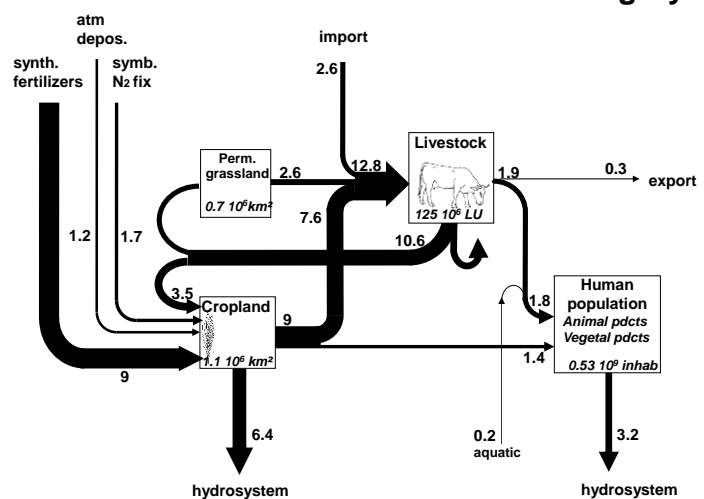 atm
depos.
synth.
fertilizers
symb.
N2 fix
import
2.6
Perm.
grassland
0.7 10⁶km²
2.6
12.8
Livestock
125 10⁶ LU
1.9
0.3
export
7.6
1.2
1.7
10.6
3.5
Cropland
1.1 10⁶ km²
9
9
1.8
Human
population
Animal pdcts
Vegetal pdcts
0.53 10⁹ inhab
1.4
0.2
aquatic
6.4
3.2
hydrosystem
hydrosystem